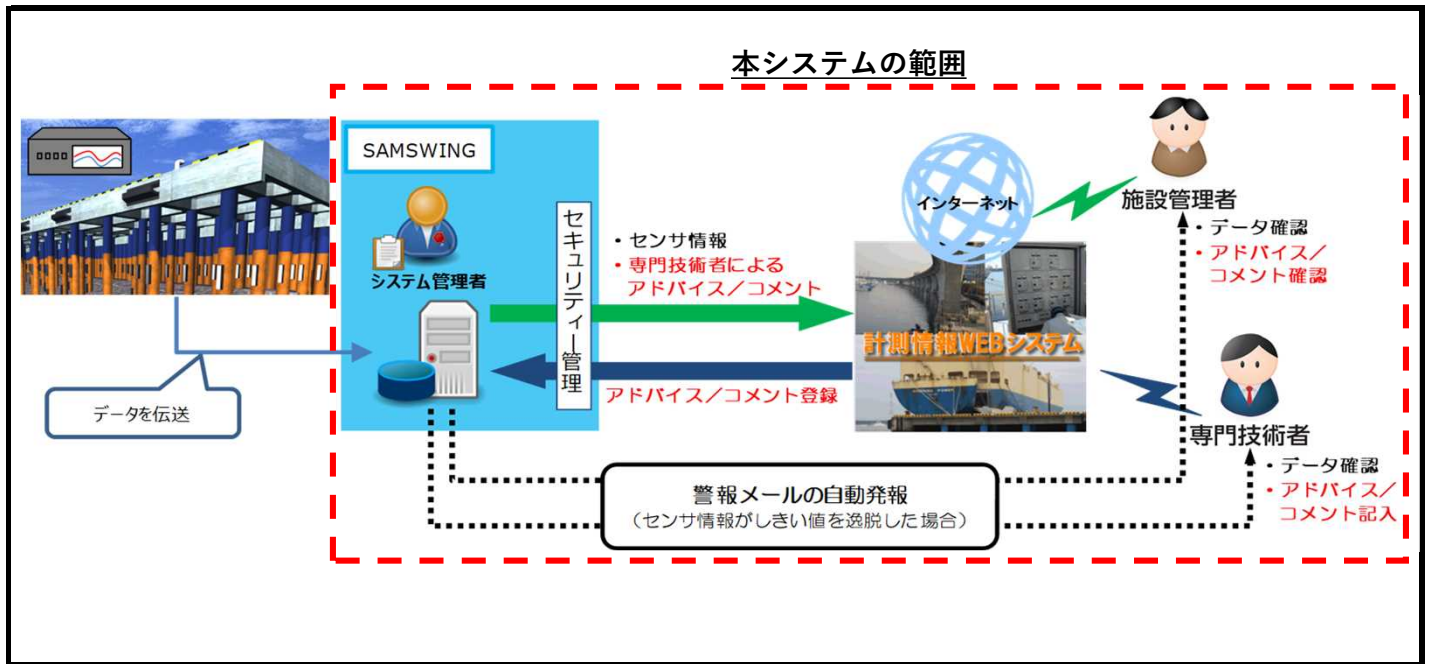 本システムの範囲
SAMSWING
システム管理者
セキュリティー管理
データを伝送
・センサ情報
・専門技術者による
アドバイス／コメント
アドバイス／コメント登録
インターネット
計測情報WEBシステム
施設管理者
・データ確認
・アドバイス／
コメント確認
専門技術者
・データ確認
・アドバイス／
コメント記入
警報メールの自動発報
（センサ情報がしきい値を逸脱した場合）